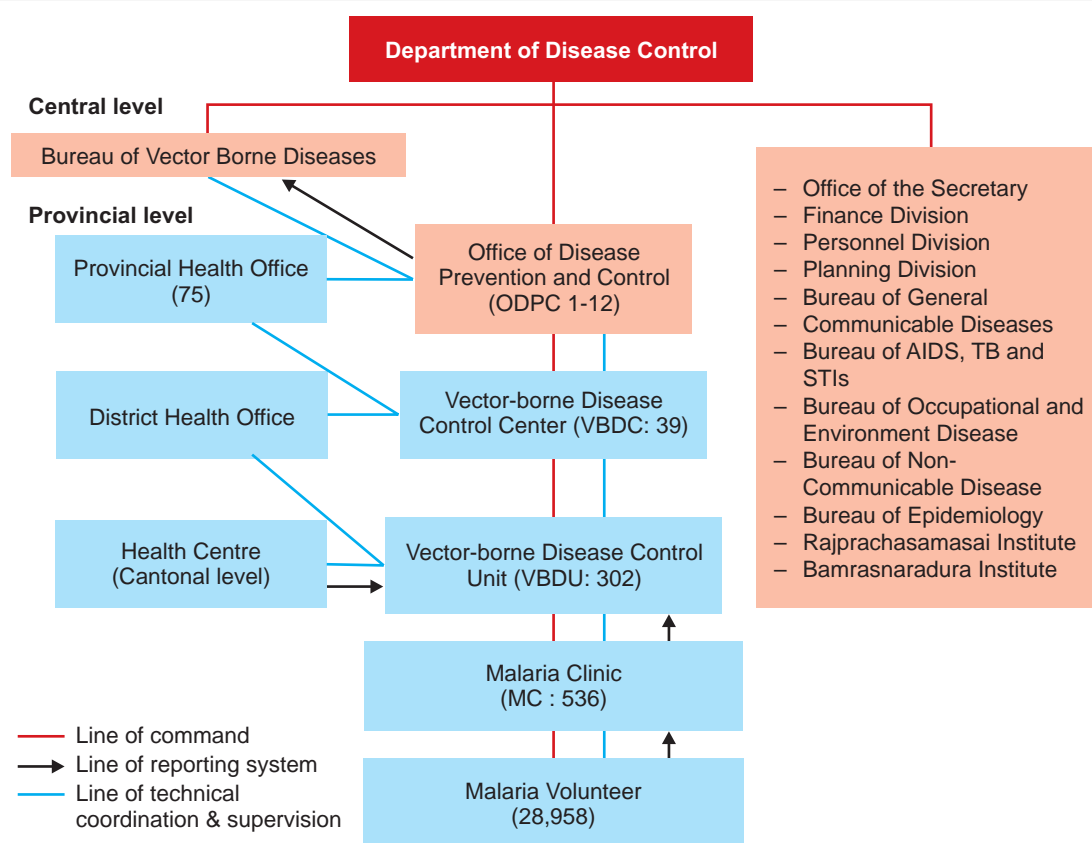 Department of Disease Control
Central level
Bureau of Vector Borne Diseases
Provincial level
Provincial Health Office
(75)
Office of Disease
Prevention and Control
(ODPC 1-12)
District Health Office
Vector-borne Disease
Control Center (VBDC: 39)
Health Centre
(Cantonal level)
Vector-borne Disease Control
Unit (VBDU: 302)
Malaria Clinic
(MC : 536)
Malaria Volunteer
(28,958)
– Office of the Secretary
– Finance Division
– Personnel Division
– Planning Division
– Bureau of General
– Communicable Diseases
– Bureau of AIDS, TB and
STIs
– Bureau of Occupational and
Environment Disease
– Bureau of Non-
Communicable Disease
– Bureau of Epidemiology
– Rajprachasamasai Institute
– Bamrasnaradura Institute
Line of command
Line of reporting system
Line of technical
coordination & supervision